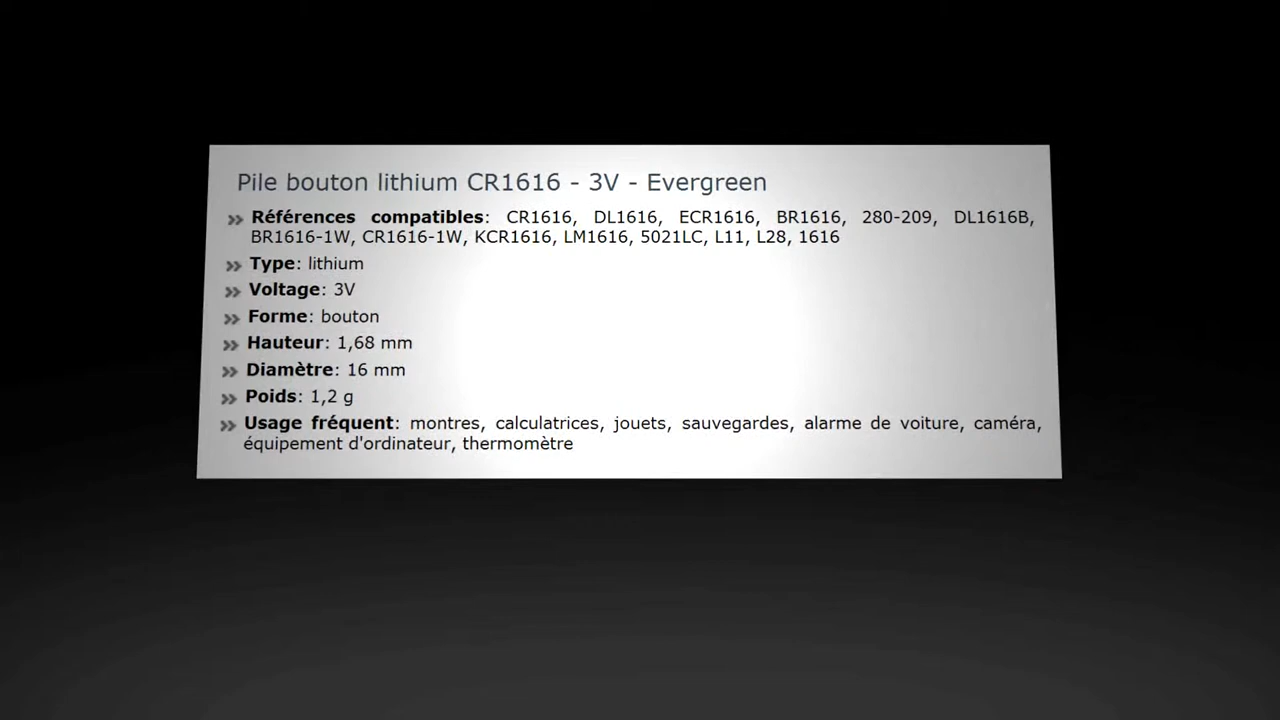 Pile bouton lithium CR1616 - 3V - Evergreen
Références compatibles: CR1616, DL1616, ECR1616, BR1616, 280-209, DL1616B,
BR1616-1W, CR1616-1W, KCR1616, LM1616, 5021LC, L11, L28, 1616
Type: lithium
Voltage: 3V
Forme: bouton
Hauteur: 1,68 mm
Diamètre: 16 mm
Poids: 1,2 g
Usage fréquent: montres, calculatrices, jouets, sauvegardes, alarme de voiture, caméra,
équipement d'ordinateur, thermomètre